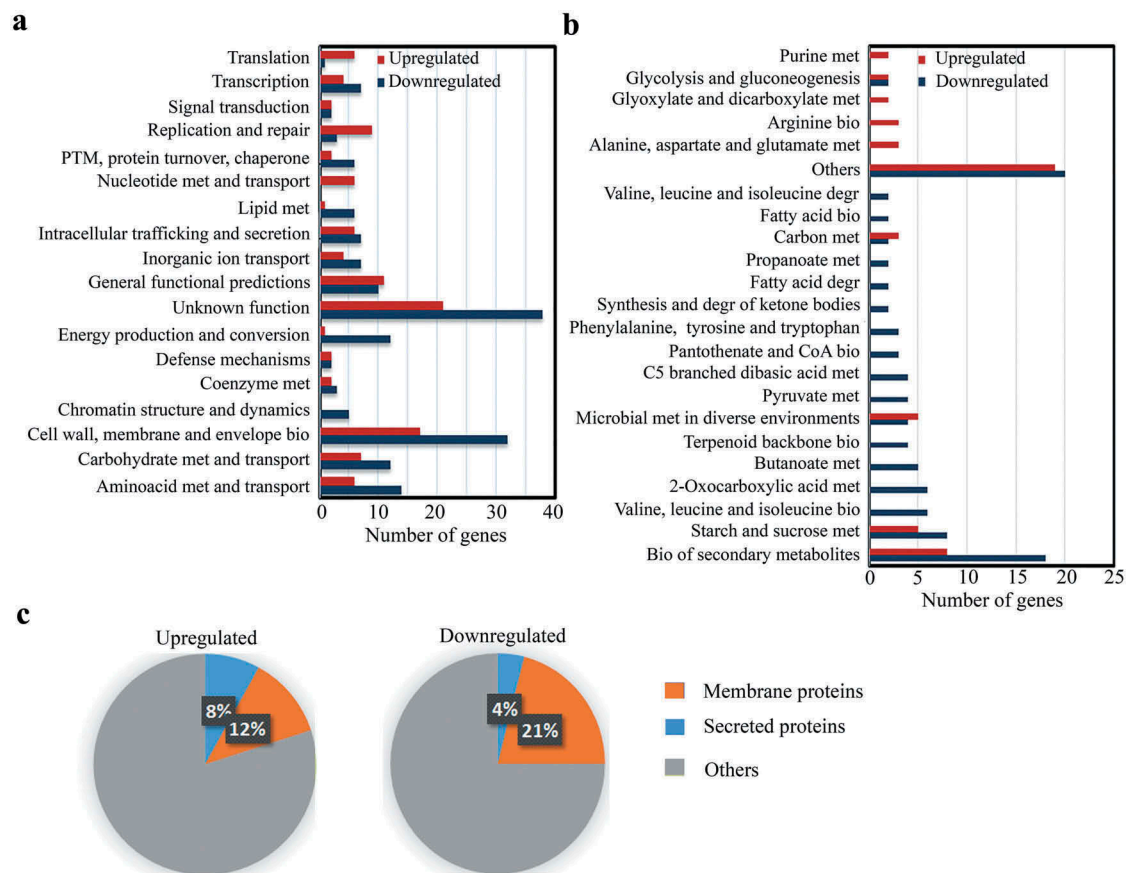 a
Translation
Transcription
Signal transduction
Replication and repair
PTM, protein turnover, chaperone
Nucleotide met and transport
Lipid met
Intracellular trafficking and secretion
Inorganic ion transport
General functional predictions
Unknown function
Energy production and conversion
Defense mechanisms
Coenzyme met
Chromatin structure and dynamics
Cell wall, membrane and envelope bio
Carbohydrate met and transport
Aminoacid met and transport
Upregulated
Downregulated
0 10 20 30 40
Number of genes
b
Purine met
Glycolysis and gluconeogenesis
Glyoxylate and dicarboxylate met
Arginine bio
Alanine, aspartate and glutamate met
Others
Valine, leucine and isoleucine degr
Fatty acid bio
Carbon met
Propanoate met
Fatty acid degr
Synthesis and degr of ketone bodies
Phenylalanine, tyrosine and tryptophan
Pantothenate and CoA bio
C5 branched dibasic acid met
Pyruvate met
Microbial met in diverse environments
Terpenoid backbone bio
Butanoate met
2-Oxocarboxylic acid met
Valine, leucine and isoleucine bio
Starch and sucrose met
Bio of secondary metabolites
Upregulated
Downregulated
0 5 10 15 20 25
Number of genes
c
Upregulated
8%
12%
Downregulated
4%
21%
Membrane proteins
Secreted proteins
Others